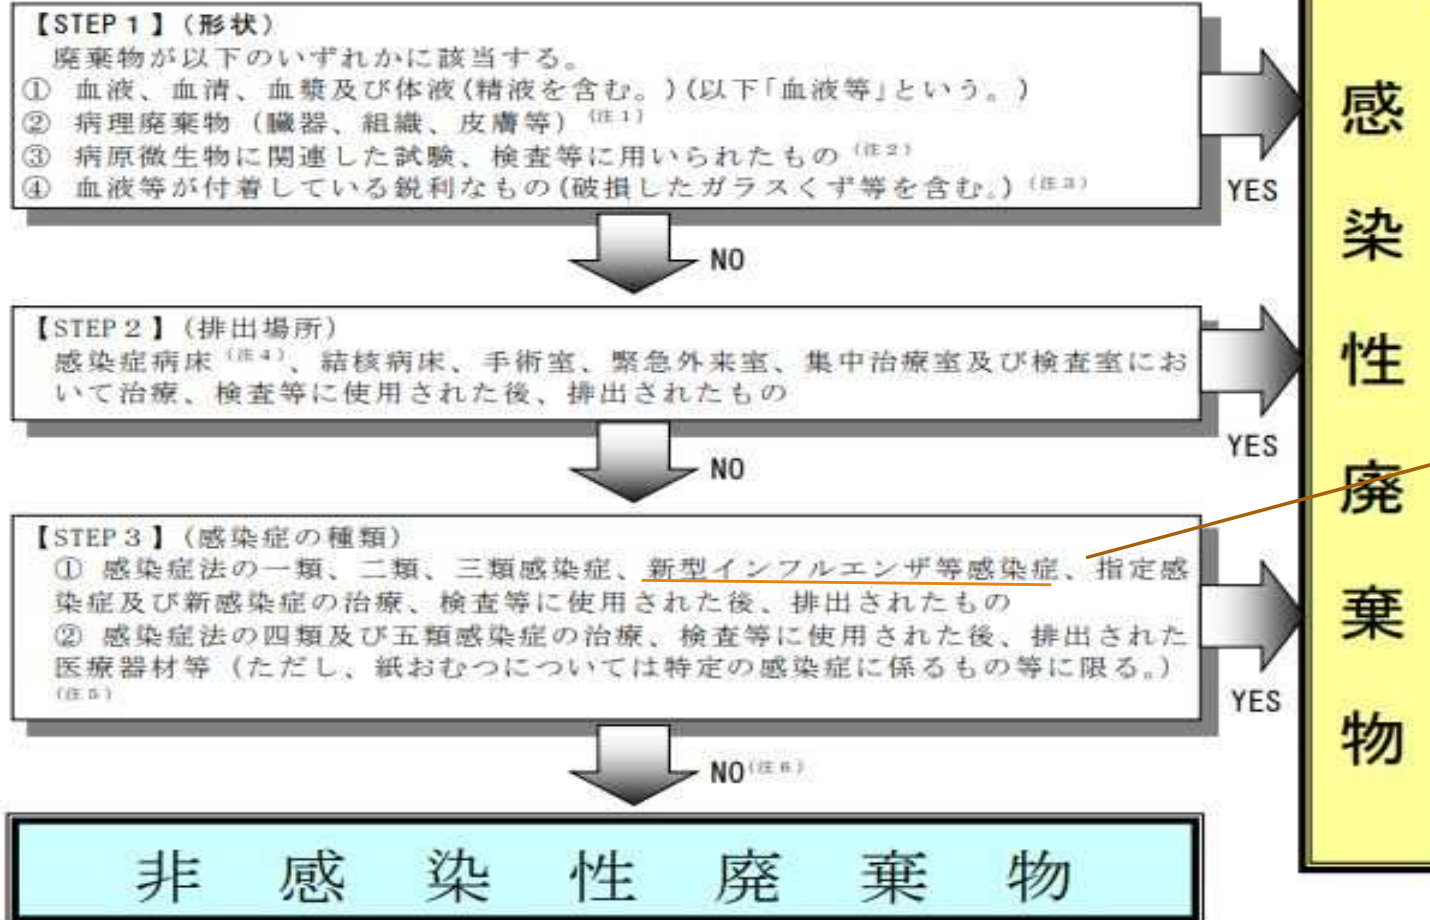 【STEP１】（形状）
廃棄物が以下のいずれかに該当する。
① 血液、血清、血漿及び体液(精液を含む。)(以下｢血液等｣という。)
② 病理廃棄物（臓器、組織、皮膚等）（注１）
③ 病原微生物に関連した試験、検査等に用いられたもの（注２）
④ 血液等が付着している鋭利なもの(破損したガラスくず等を含む。)（注３）
YES
NO
【STEP２】（排出場所）
感染症病床（注４）、結核病床、手術室、緊急外来室、集中治療室及び検査室にお
いて治療、検査等に使用された後、排出されたもの
YES
NO
【STEP３】（感染症の種類）
① 感染症法の一類、二類、三類感染症、新型インフルエンザ等感染症、指定感
染症及び新感染症の治療、検査等に使用された後、排出されたもの
② 感染症法の四類及び五類感染症の治療、検査等に使用された後、排出された
医療器材等（ただし、紙おむつについては特定の感染症に係るもの等に限る。）
（注５）
YES
NO（注６）
非感染性廃棄物
感染性廃棄物